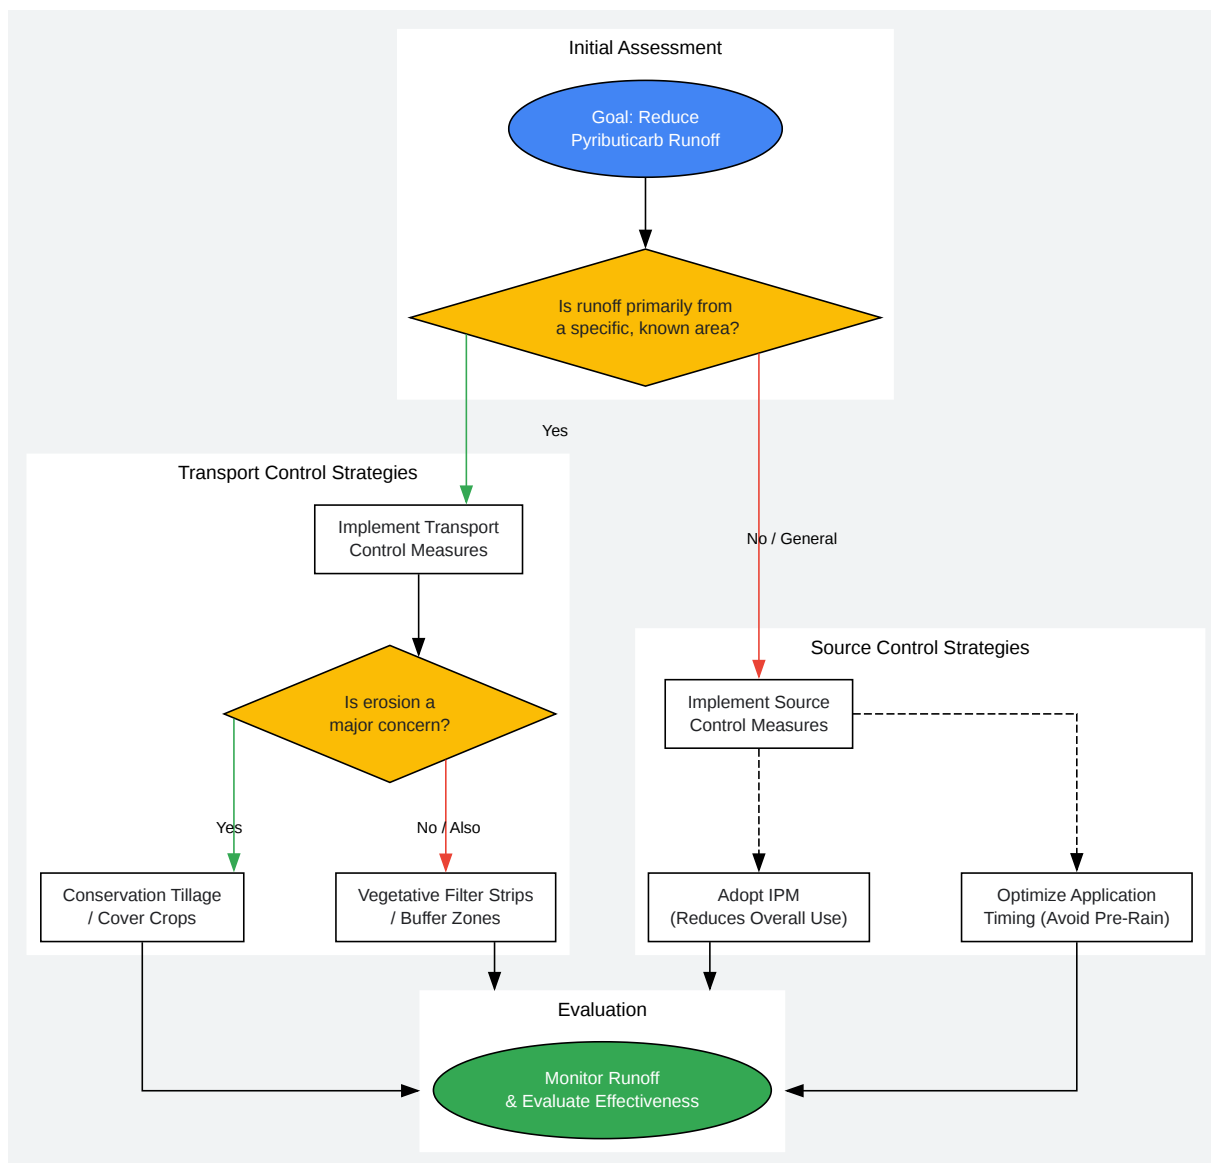 Initial Assessment
Goal: Reduce
Pyributicarb Runoff
Is runoff primarily from
a specific, known area?
Yes
No / General
Transport Control Strategies
Implement Transport
Control Measures
Is erosion a
major concern?
Yes
No / Also
Conservation Tillage
/ Cover Crops
Vegetative Filter Strips
/ Buffer Zones
Source Control Strategies
Implement Source
Control Measures
Adopt IPM
(Reduces Overall Use)
Optimize Application
Timing (Avoid Pre-Rain)
Evaluation
Monitor Runoff
& Evaluate Effectiveness